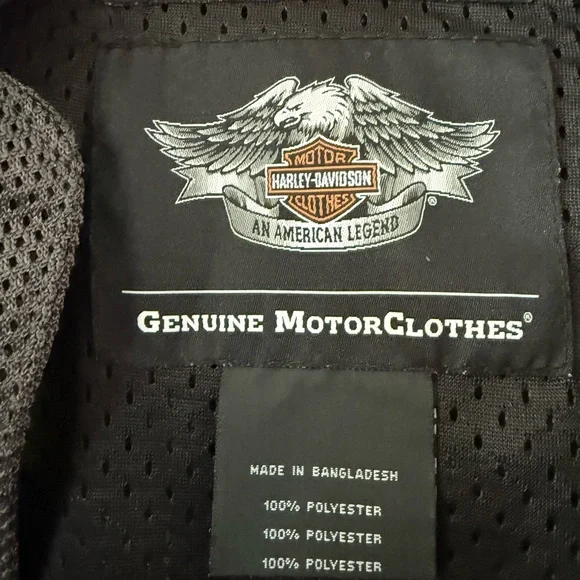 MOTOR
HARLEY-DAVIDSON
CLOTHES
®
AN AMERICAN LEGEND
GENUINE MOTORCLOTHES®
MADE IN BANGLADESH
100% POLYESTER
100% POLYESTER
100% POLYESTER